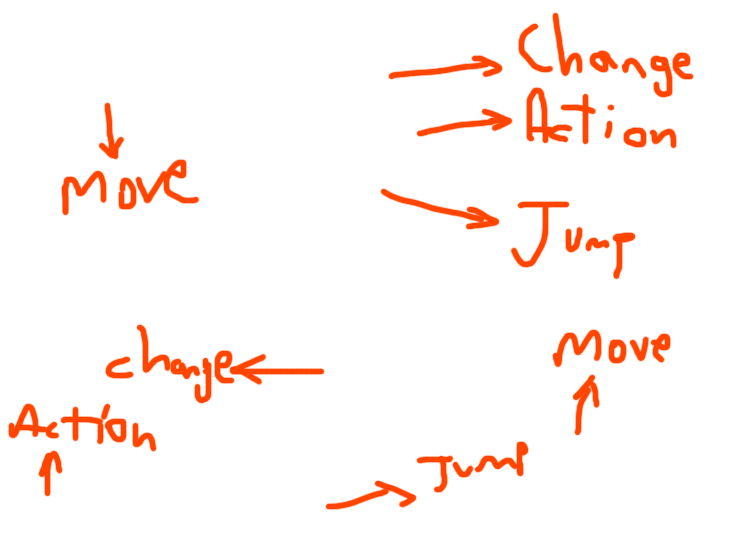 Change
Action
Move
Jump
Move
change
Action
Jump